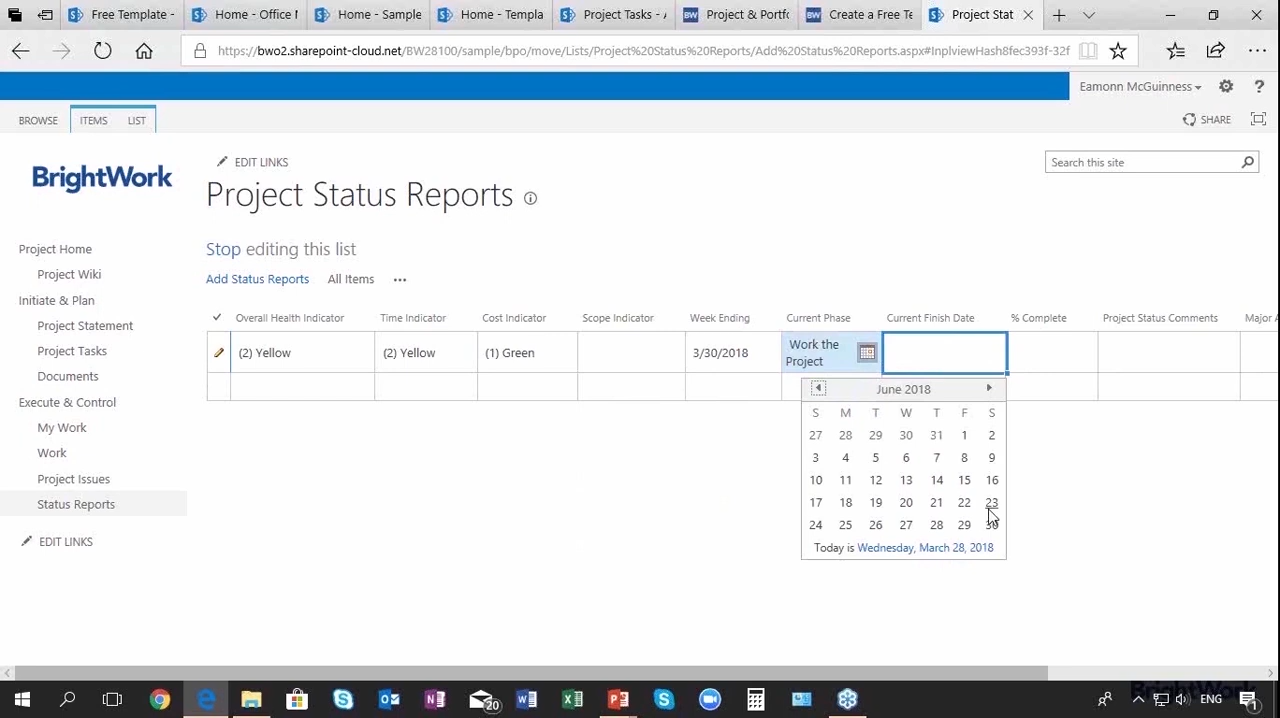 Free Template -
Home - Office M
Home - Sample
Home - Templa
Project Tasks - A
Project & Portfo
Create a Free Te
Project Stat
https://bwo2.sharepoint-cloud.net/BW28100/sample/bpo/move/Lists/Project%20Status%20Reports/Add%20Status%20Reports.aspx#InplviewHash8fec393f-32f
Eamonn McGuinness
?
BROWSE ITEMS LIST
SHARE
BrightWork
EDIT LINKS
Search this site
Project Status Reports
Stop editing this list
Add Status Reports All Items ...
Project Home
Project Wiki
Initiate & Plan
Project Statement
Project Tasks
Documents
Execute & Control
My Work
Work
Project Issues
Status Reports
EDIT LINKS
Overall Health Indicator Time Indicator Cost Indicator Scope Indicator Week Ending Current Phase Current Finish Date % Complete Project Status Comments Major A
(2) Yellow (2) Yellow (1) Green 3/30/2018 Work the
Project
June 2018
S M T W T F S
27 28 29 30 31 1 2
3 4 5 6 7 8 9
10 11 12 13 14 15 16
17 18 19 20 21 22 23
24 25 26 27 28 29 30
Today is Wednesday, March 28, 2018
20
BrightWork
ENG
1